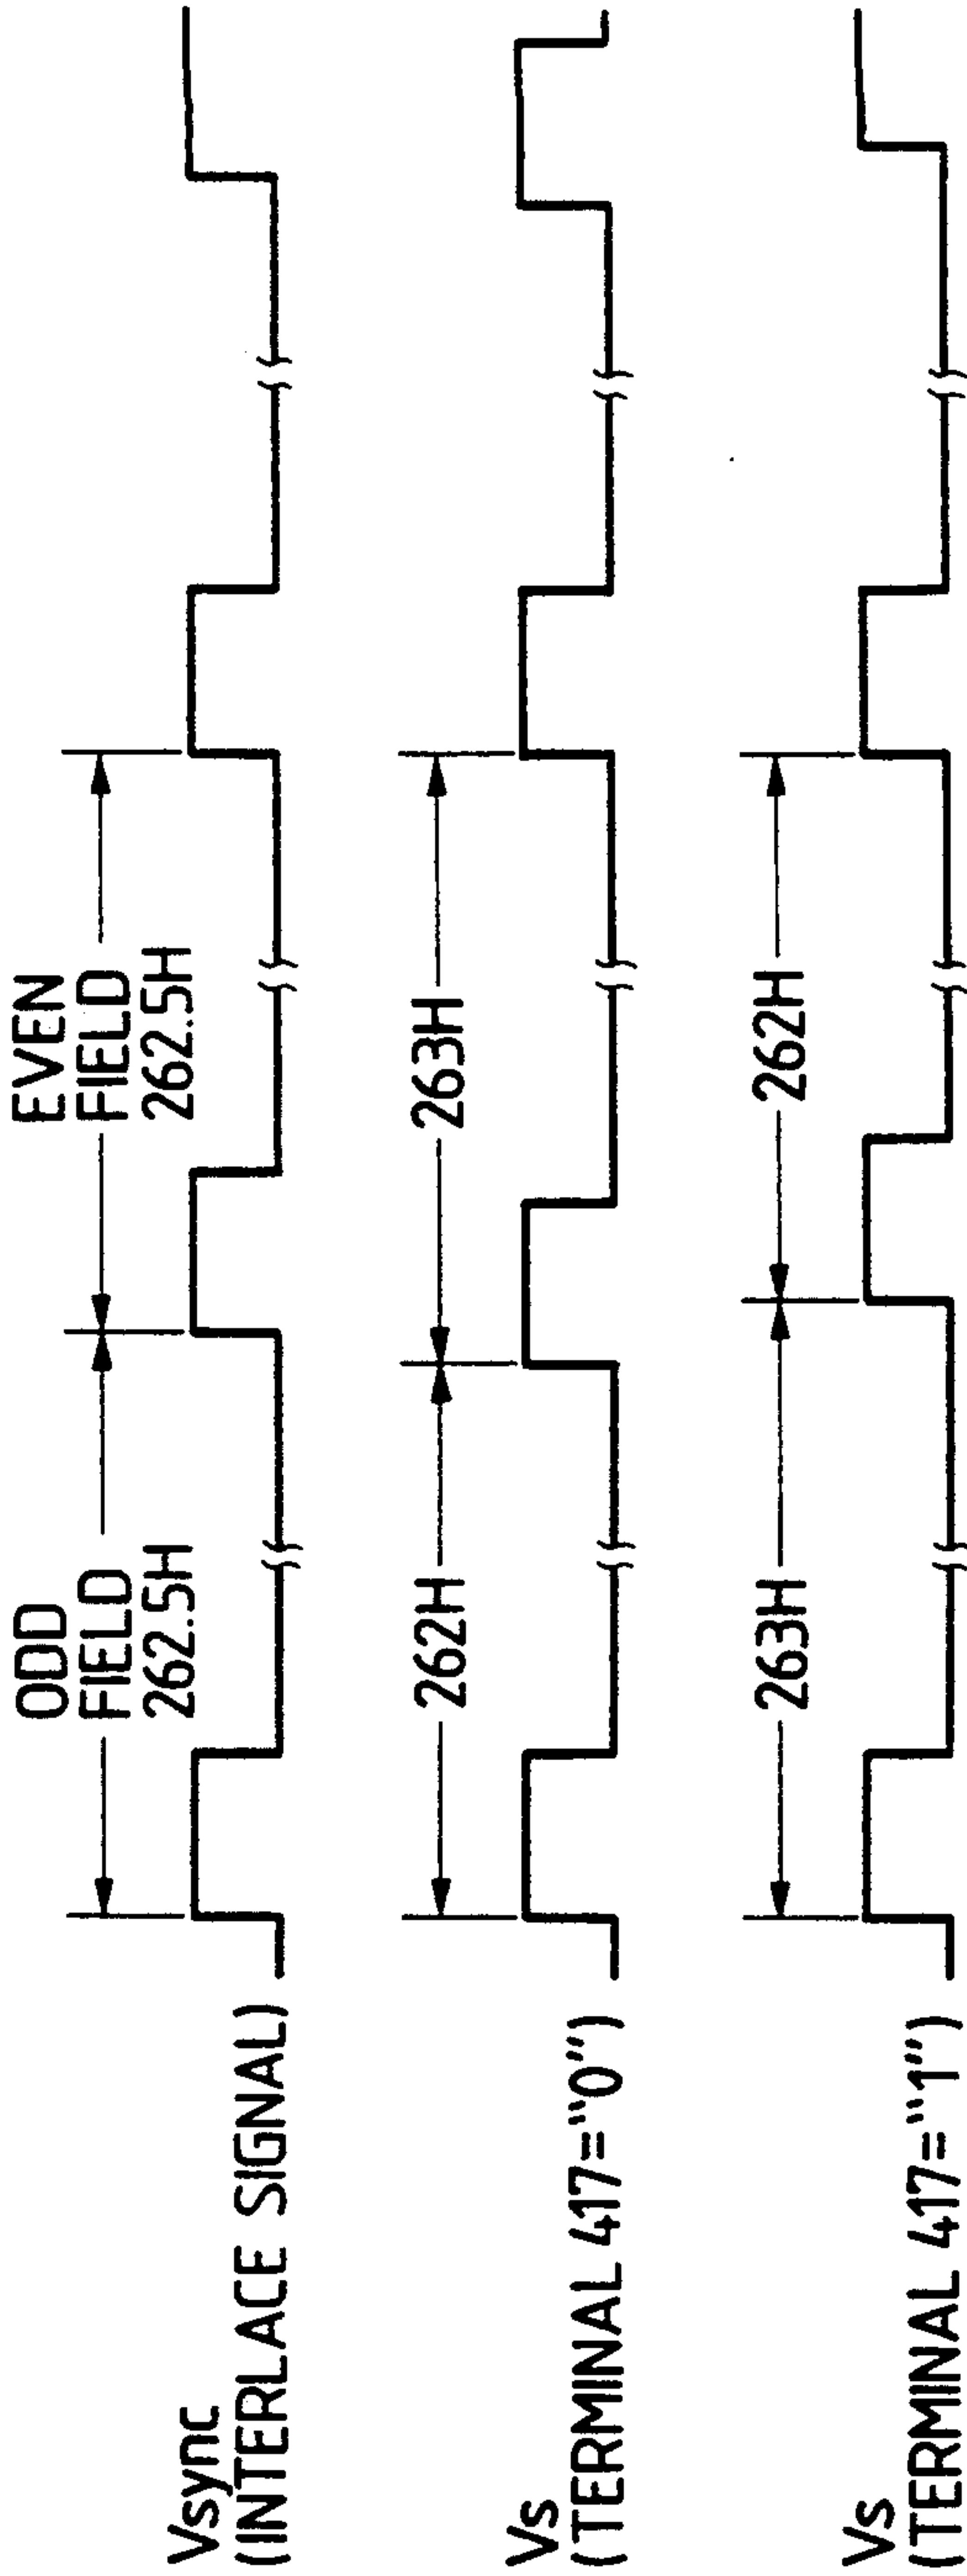 Vsync
(INTERLACE SIGNAL)
ODD
FIELD
262.5H
EVEN
FIELD
262.5H
Vs
(TERMINAL 417=“0”)
262H
263H
Vs
(TERMINAL 417=“1”)
263H
262H